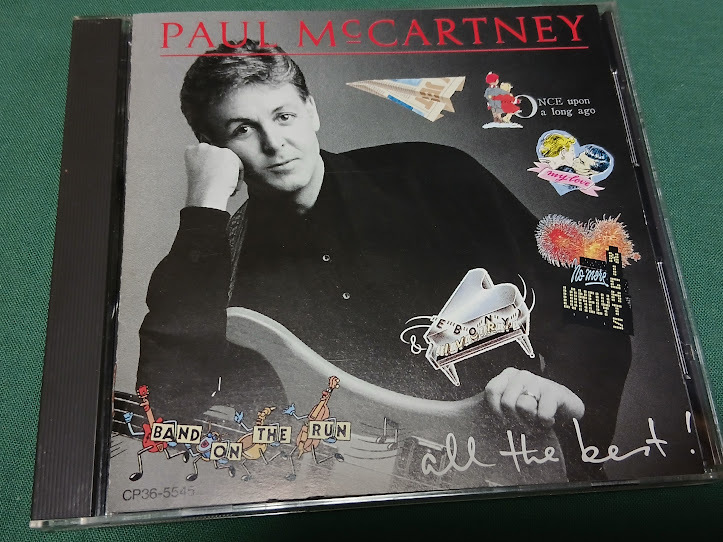 PAUL McCARTNEY
ONCE upon
a long ago
my love
No more
LONELY
NIGHTS
EBONY
& IVORY
BAND ON THE RUN
all the best!
CP36-5545